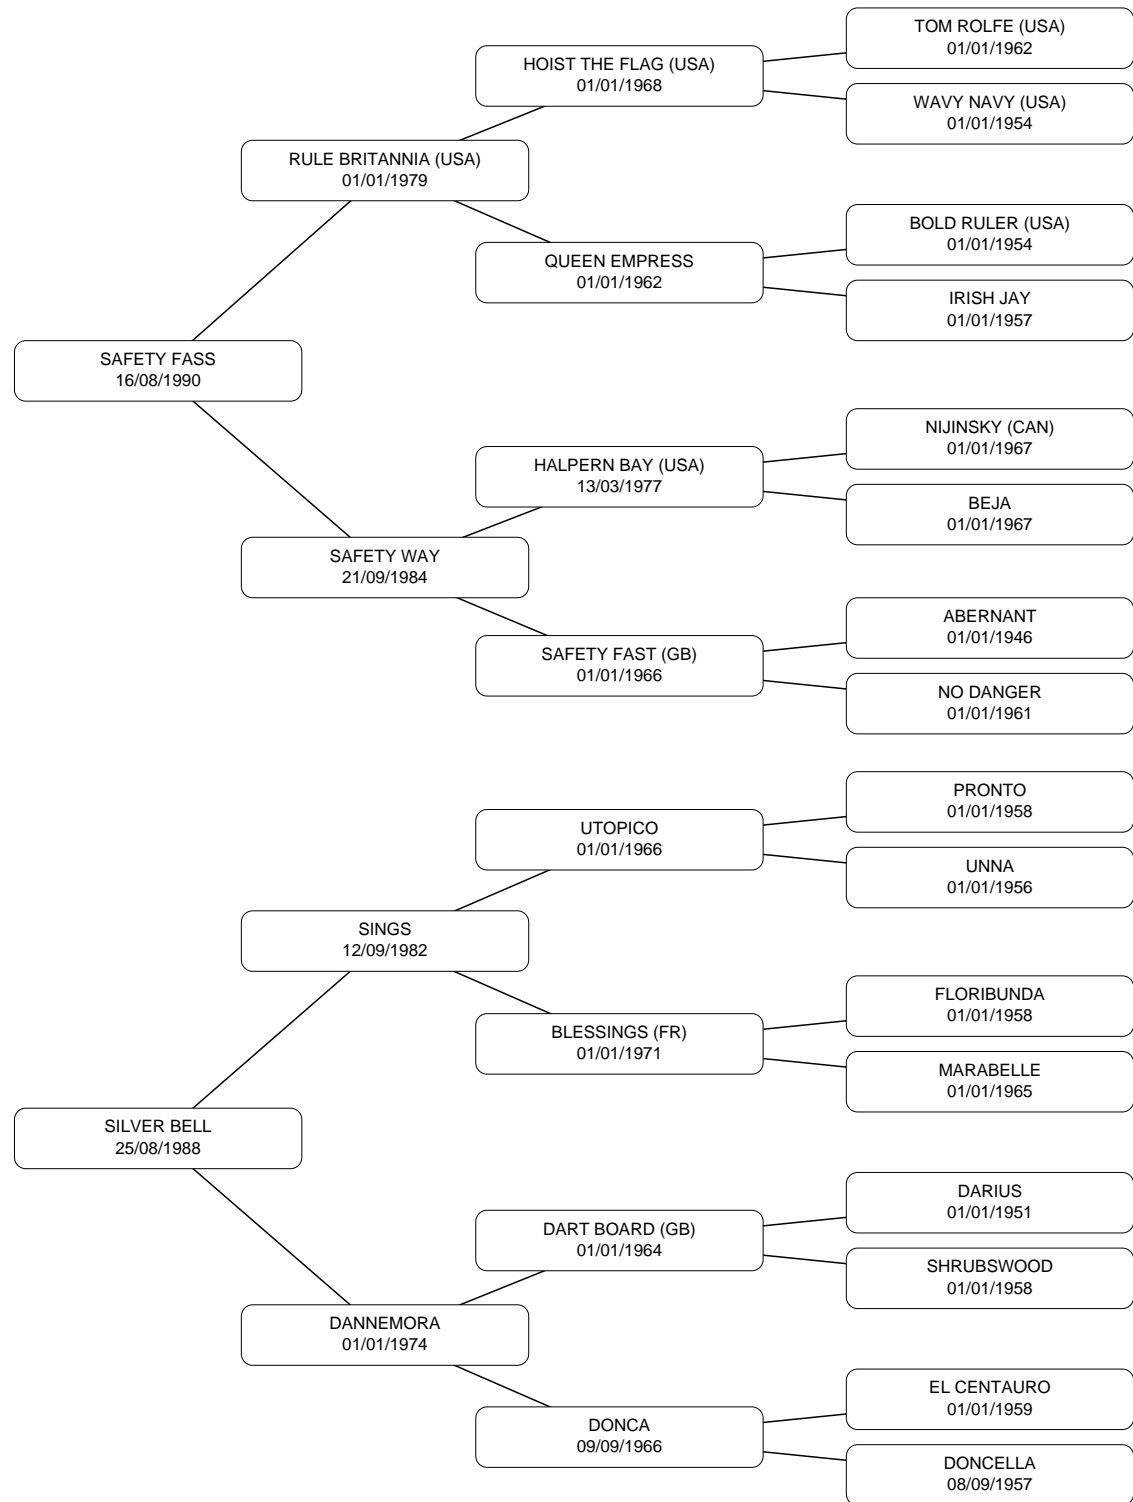 TOM ROLFE (USA)
01/01/1962
HOIST THE FLAG (USA)
01/01/1968
WAVY NAVY (USA)
01/01/1954
RULE BRITANNIA (USA)
01/01/1979
BOLD RULER (USA)
01/01/1954
QUEEN EMPRESS
01/01/1962
IRISH JAY
01/01/1957
SAFETY FASS
16/08/1990
NIJINSKY (CAN)
01/01/1967
HALPERN BAY (USA)
13/03/1977
BEJA
01/01/1967
SAFETY WAY
21/09/1984
ABERNANT
01/01/1946
SAFETY FAST (GB)
01/01/1966
NO DANGER
01/01/1961
PRONTO
01/01/1958
UTOPICO
01/01/1966
UNNA
01/01/1956
SINGS
12/09/1982
FLORIBUNDA
01/01/1958
BLESSINGS (FR)
01/01/1971
MARABELLE
01/01/1965
SILVER BELL
25/08/1988
DARIUS
01/01/1951
DART BOARD (GB)
01/01/1964
SHRUBSWOOD
01/01/1958
DANNEMORA
01/01/1974
EL CENTAURO
01/01/1959
DONCA
09/09/1966
DONCELLA
08/09/1957